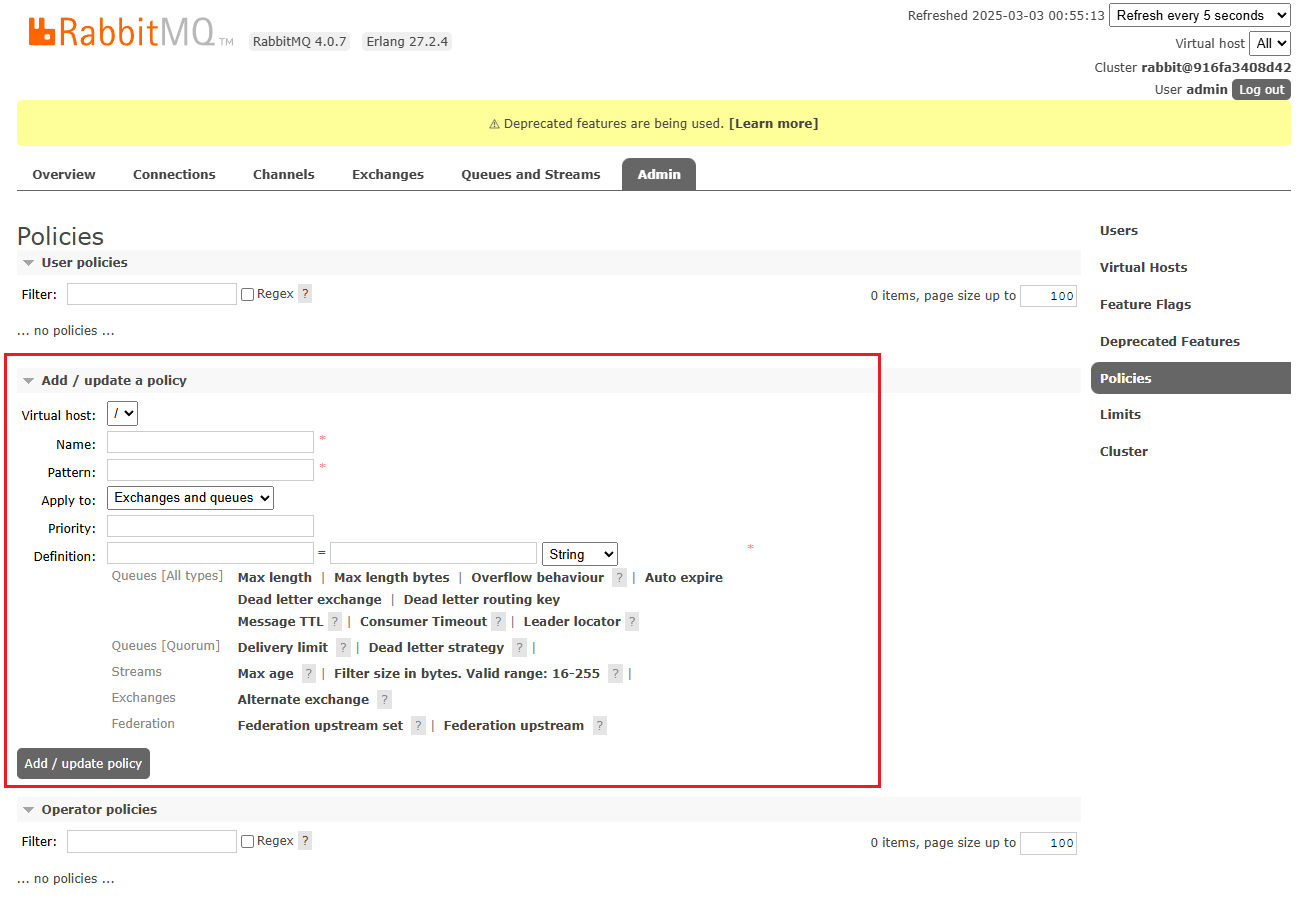 Refreshed 2025-03-03 00:55:13 Refresh every 5 seconds
RabbitMQ TM RabbitMQ 4.0.7 Erlang 27.2.4
Virtual host All
Cluster rabbit@916fa3408d42
User admin Log out
⚠ Deprecated features are being used. [Learn more]
Overview Connections Channels Exchanges Queues and Streams Admin
Policies
User policies
Filter: Regex ? 0 items, page size up to 100
... no policies ...
Add / update a policy
Virtual host: /
Name: *
Pattern: *
Apply to: Exchanges and queues
Priority:
Definition: = String *
Queues [All types] Max length | Max length bytes | Overflow behaviour ? | Auto expire
Dead letter exchange | Dead letter routing key
Message TTL ? | Consumer Timeout ? | Leader locator ?
Queues [Quorum] Delivery limit ? | Dead letter strategy ? |
Streams Max age ? | Filter size in bytes. Valid range: 16-255 ? |
Exchanges Alternate exchange ?
Federation Federation upstream set ? | Federation upstream ?
Add / update policy
Operator policies
Filter: Regex ? 0 items, page size up to 100
... no policies ...
Users
Virtual Hosts
Feature Flags
Deprecated Features
Policies
Limits
Cluster